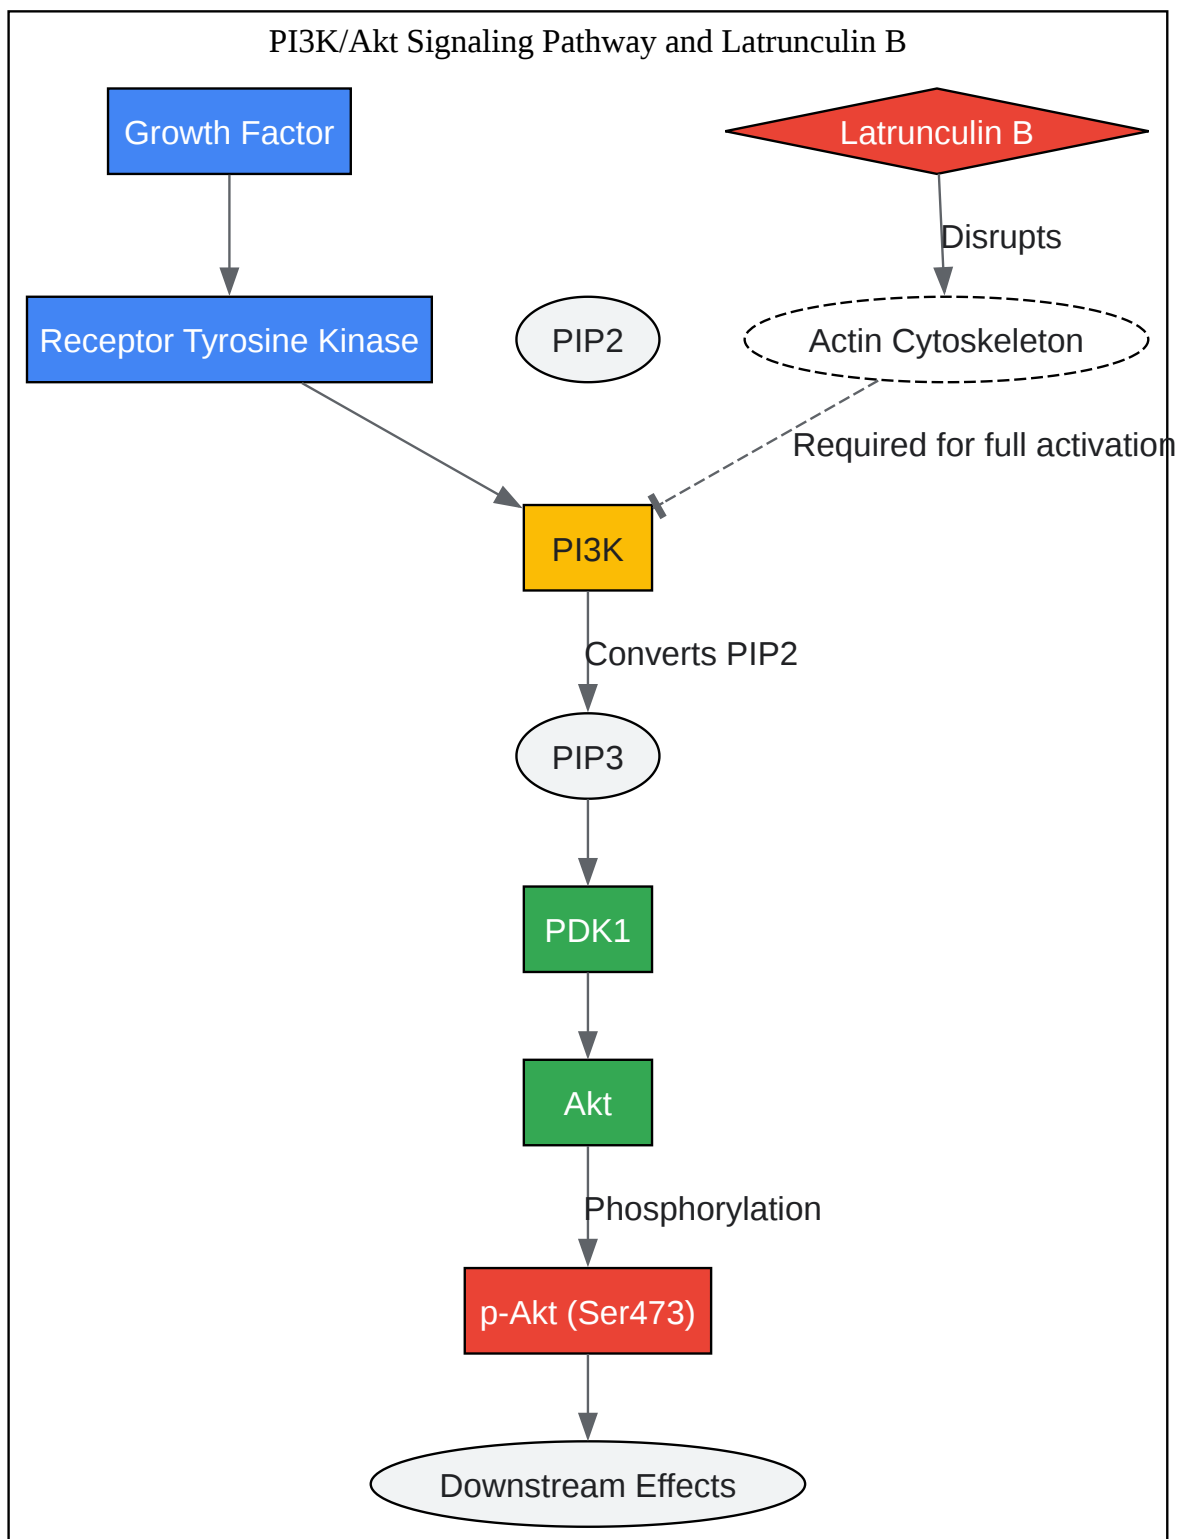 PI3K/Akt Signaling Pathway and Latrunculin B
Growth Factor
Latrunculin B
Disrupts
Receptor Tyrosine Kinase
PIP2
Actin Cytoskeleton
Required for full activation
PI3K
Converts PIP2
PIP3
PDK1
Akt
Phosphorylation
p-Akt (Ser473)
Downstream Effects